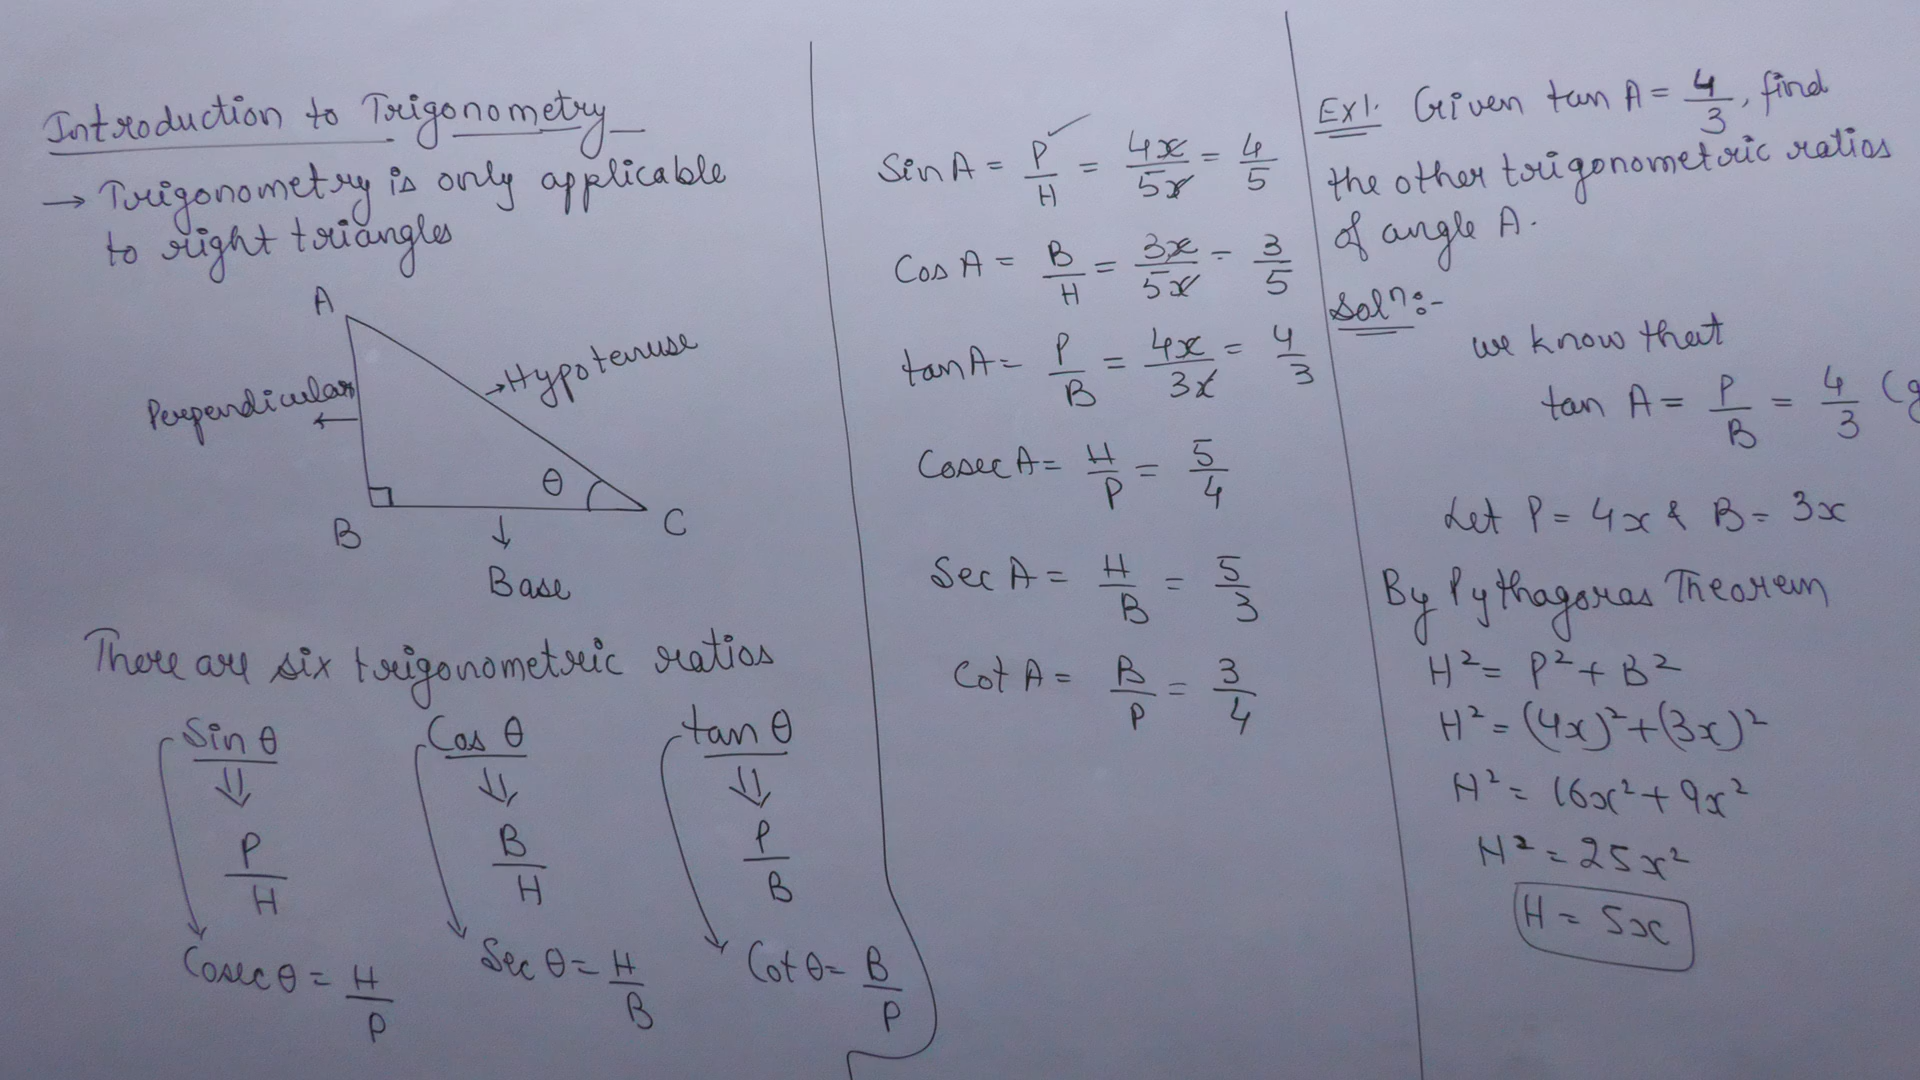 Introduction to Trigonometry
→ Trigonometry is only applicable
to right triangles
A
Hypotenuse
Perpendicular
θ
B
C
Base
There are six trigonometric ratios
Sin θ Cos θ tan θ
P/H B/H P/B
Cosec θ = H/P Sec θ = H/B Cot θ = B/P
Sin A = P/H = 4x/5x = 4/5
Cos A = B/H = 3x/5x = 3/5
tan A = P/B = 4x/3x = 4/3
Cosec A = H/P = 5/4
Sec A = H/B = 5/3
Cot A = B/P = 3/4
Ex1. Given tan A = 4/3, find
the other trigonometric ratios
of angle A.
Solⁿ:-
we know that
tan A = P/B = 4/3 (g
Let P = 4x & B = 3x
By Pythagoras Theorem
H² = P² + B²
H² = (4x)² + (3x)²
H² = 16x² + 9x²
H² = 25x²
H = 5x